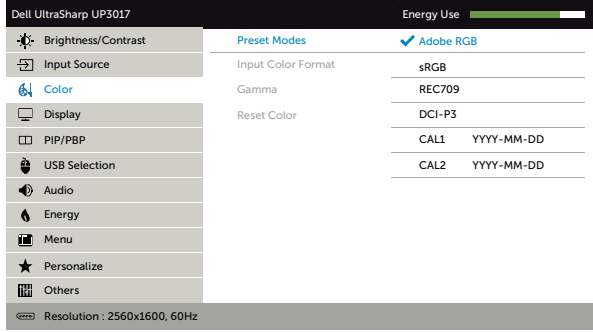 Dell UltraSharp UP3017 Energy Use
Brightness/Contrast Preset Modes Adobe RGB
Input Source Input Color Format sRGB
Color Gamma REC709
Display Reset Color DCI-P3
PIP/PBP CAL1 YYYY-MM-DD
USB Selection CAL2 YYYY-MM-DD
Audio
Energy
Menu
Personalize
Others
Resolution : 2560x1600, 60Hz